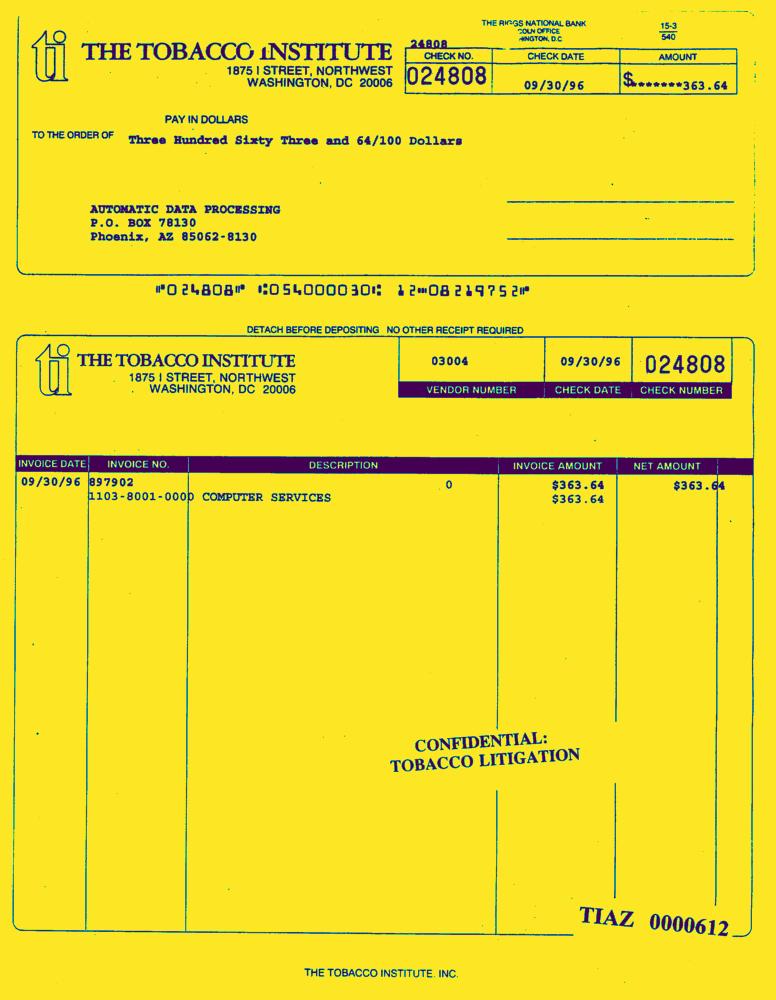 THE RIGGS NATIONAL BANK
OFFICE
D.C.
15-3
540
ti THE TOBACCO INSTITUTE
1875 I STREET, NORTHWEST
WASHINGTON, DC 20006
24808
CHECK NO. CHECK DATE AMOUNT
024808 09/30/96 $*******363.64
PAY IN DOLLARS
TO THE ORDER OF Three Hundred Sixty Three and 64/100 Dollars
AUTOMATIC DATA PROCESSING
P.O. BOX 78130
Phoenix, AZ 85062-8130
⑈024808⑈ ⑆054000030⑆ 12⑉08219752⑈
DETACH BEFORE DEPOSITING NO OTHER RECEIPT REQUIRED
ti THE TOBACCO INSTITUTE
1875 I STREET, NORTHWEST
WASHINGTON, DC 20006
03004 09/30/96 024808
VENDOR NUMBER CHECK DATE CHECK NUMBER
INVOICE DATE INVOICE NO. DESCRIPTION INVOICE AMOUNT NET AMOUNT
09/30/96 897902 0 $363.64 $363.64
1103-8001-0000 COMPUTER SERVICES $363.64
CONFIDENTIAL:
TOBACCO LITIGATION
TIAZ 0000612
THE TOBACCO INSTITUTE. INC.